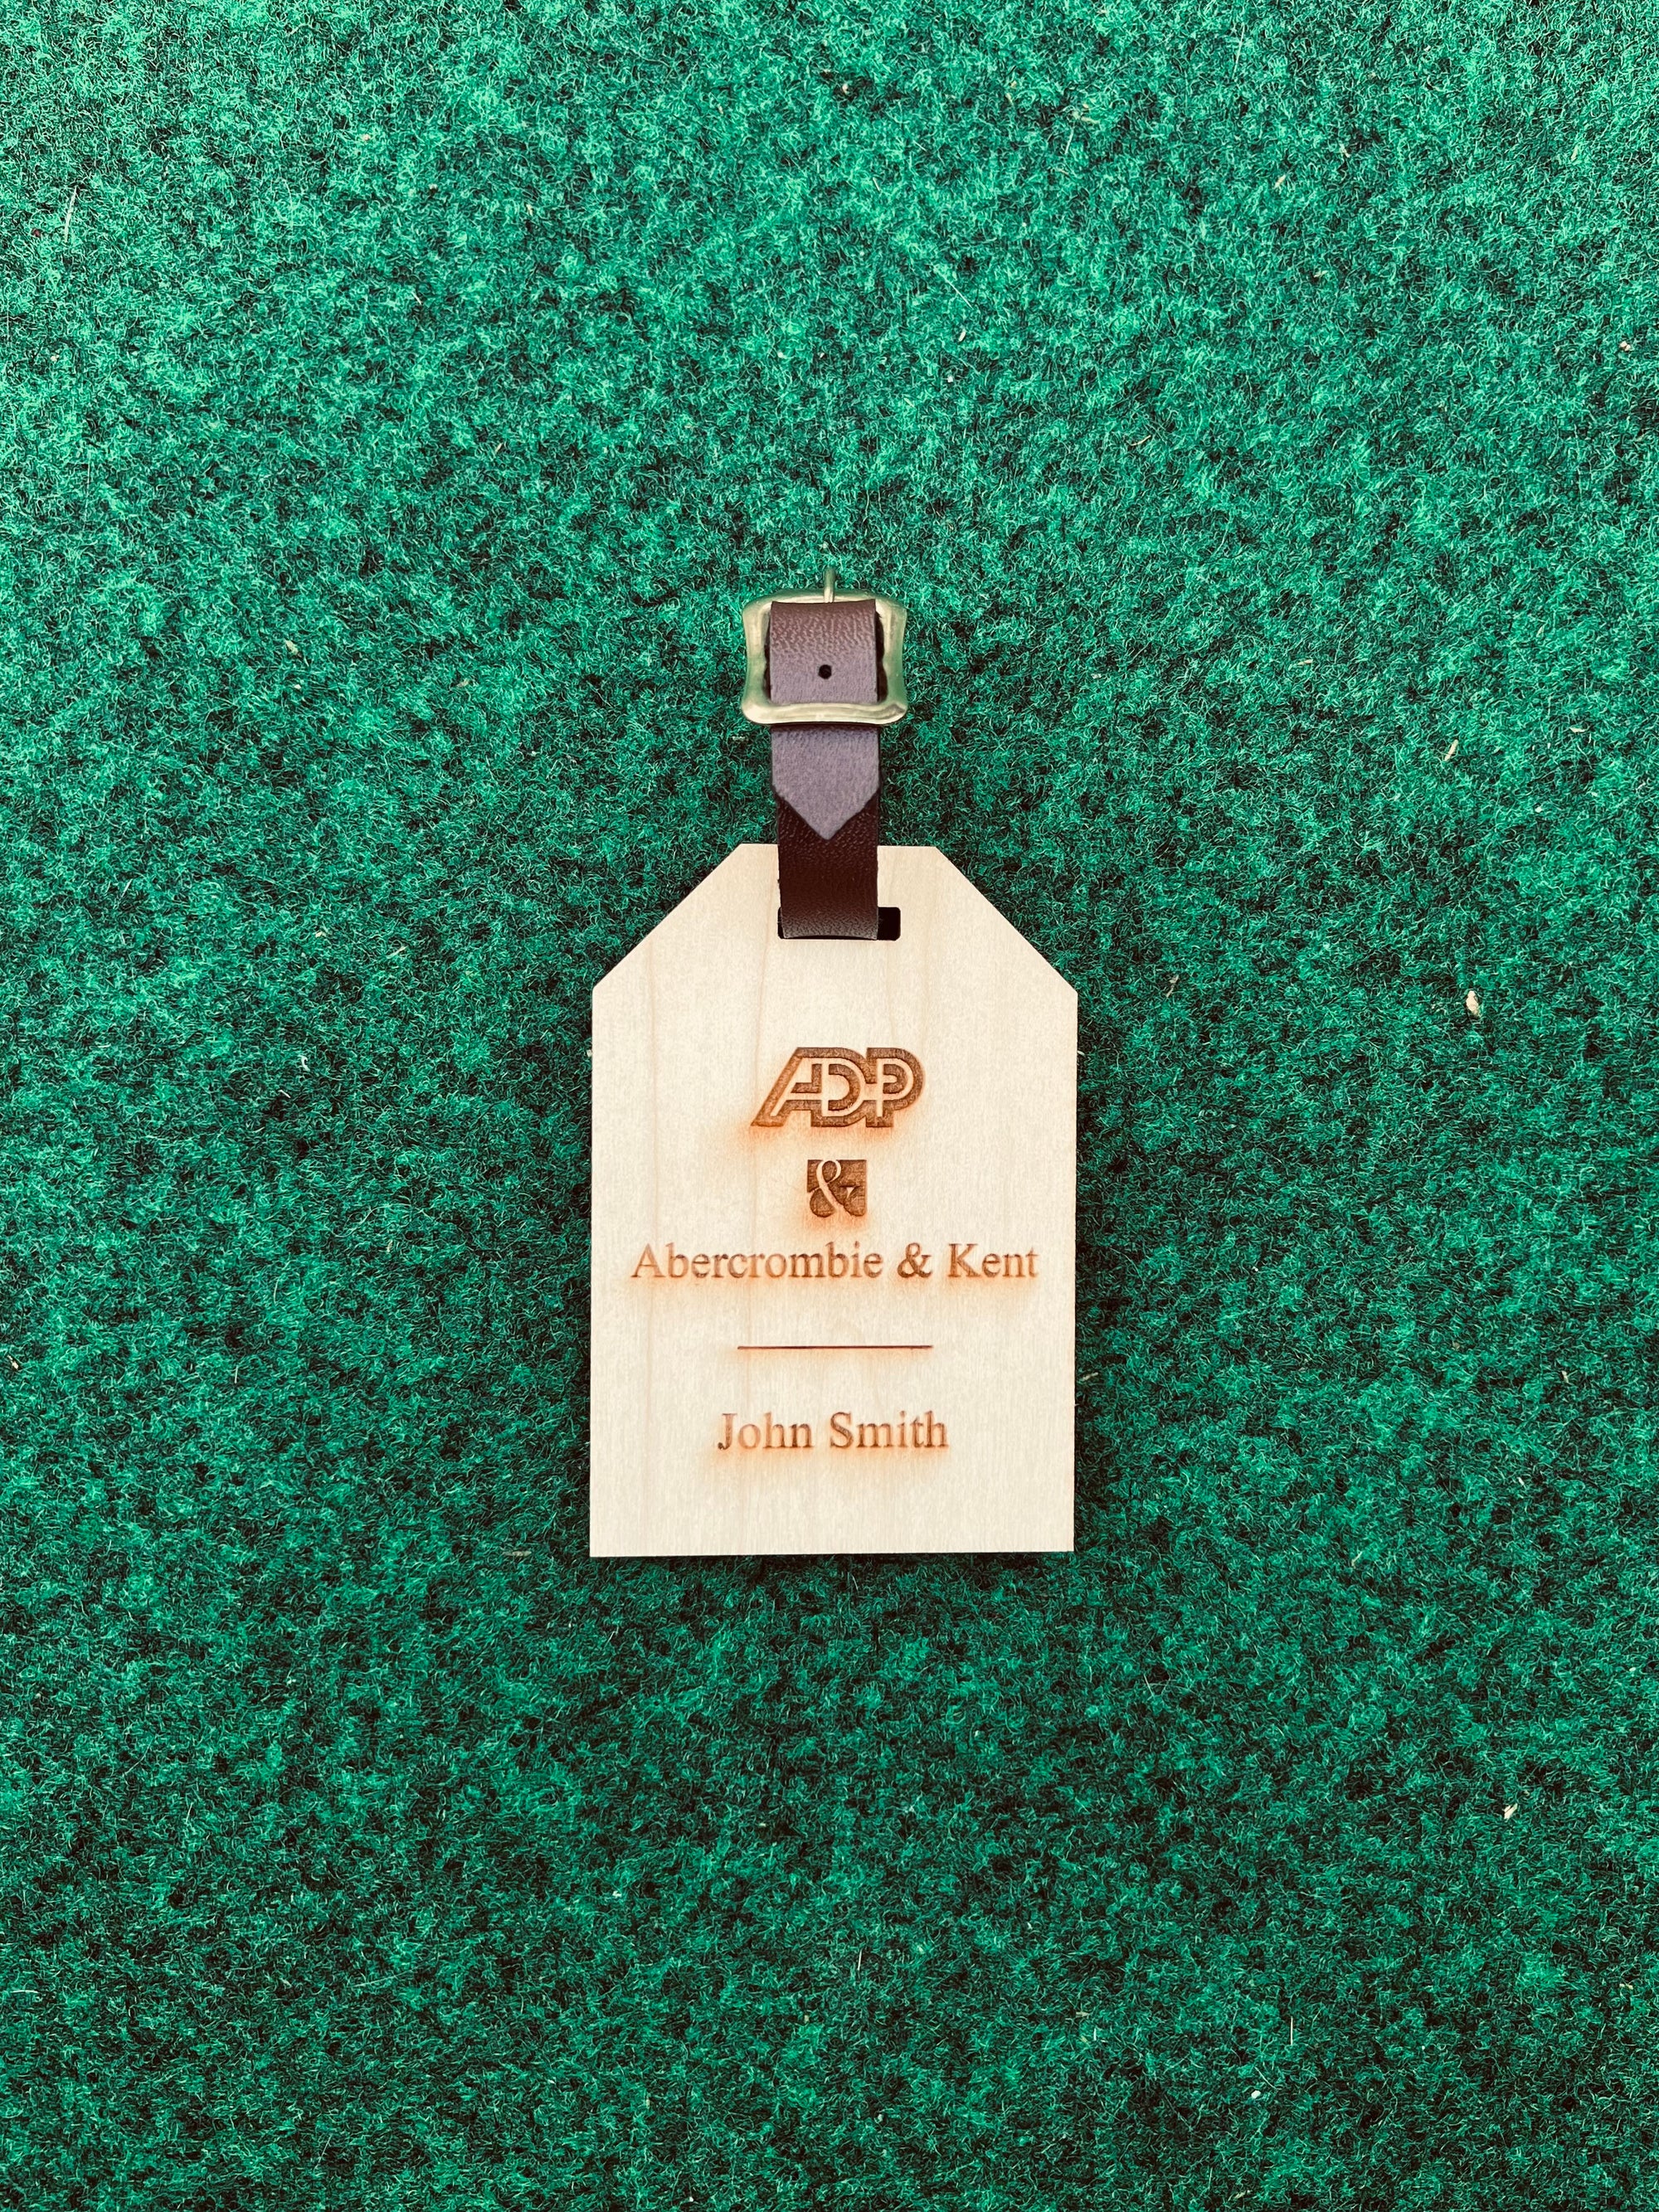 ADP
&
Abercrombie & Kent
John Smith